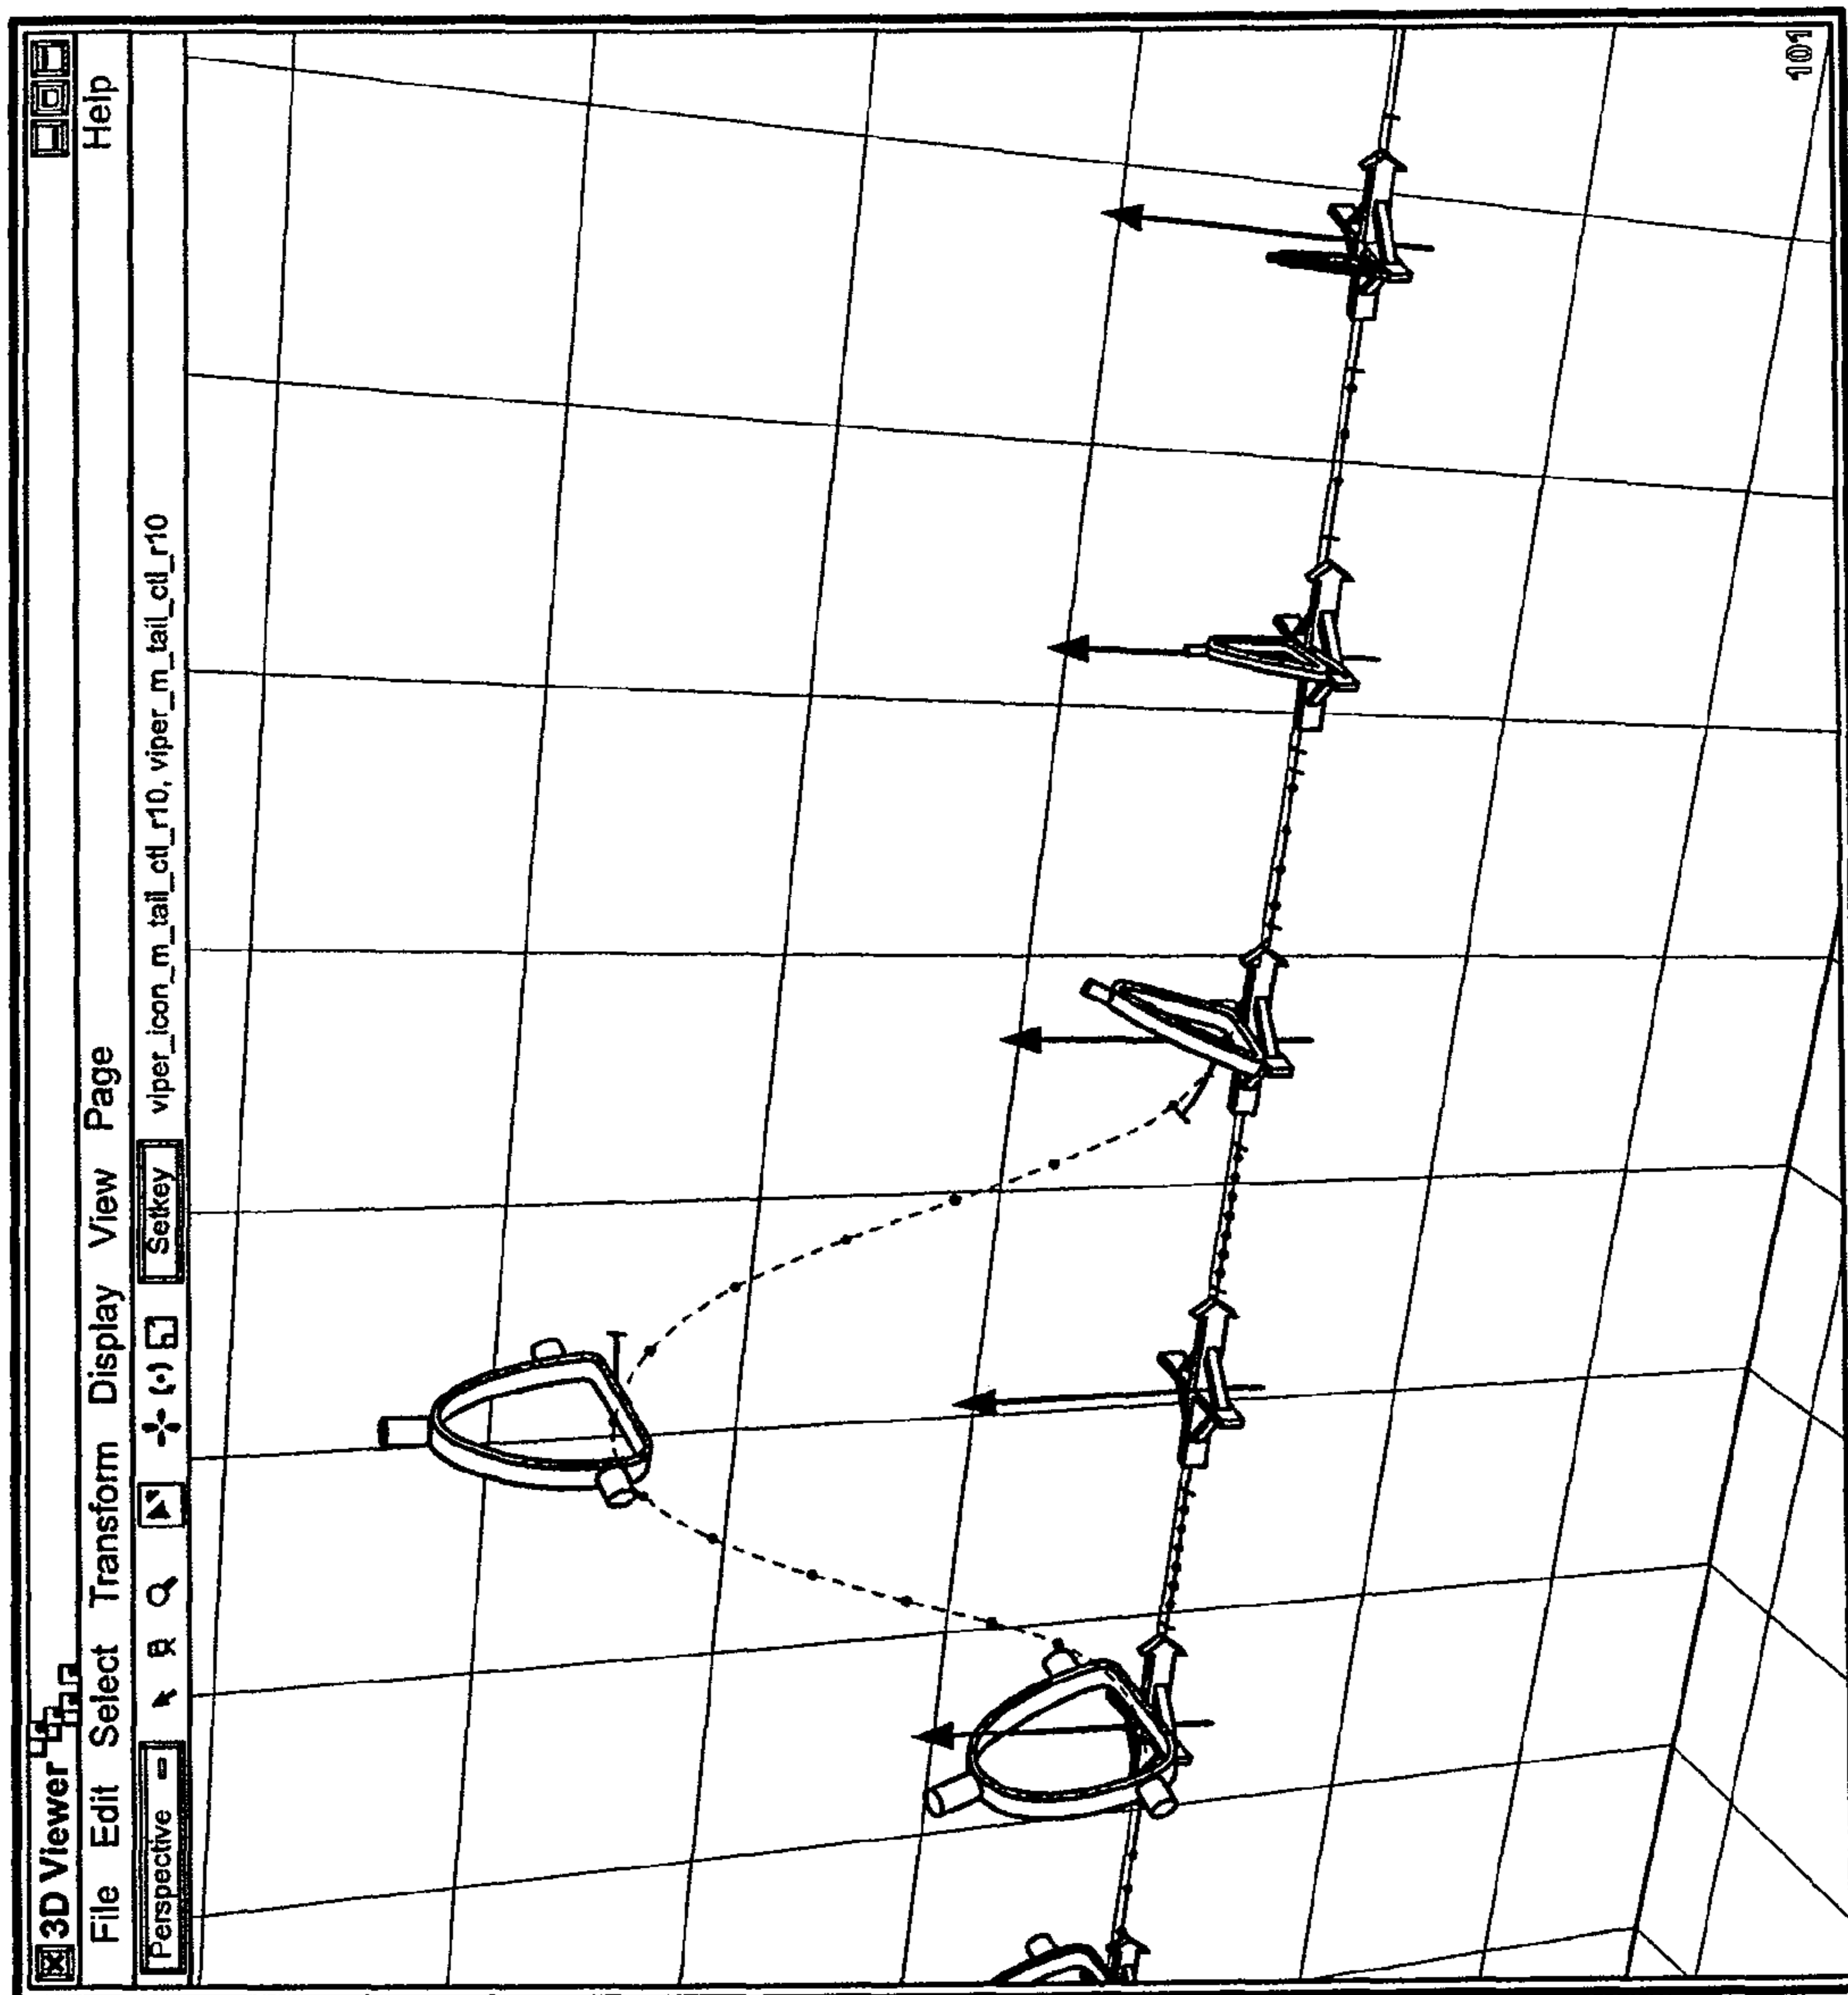 3D Viewer
File Edit Select Transform Display View Page Help
Perspective Setkey viper_icon_m_tail_ctl_r10, viper_m_tail_ctl_r10
101